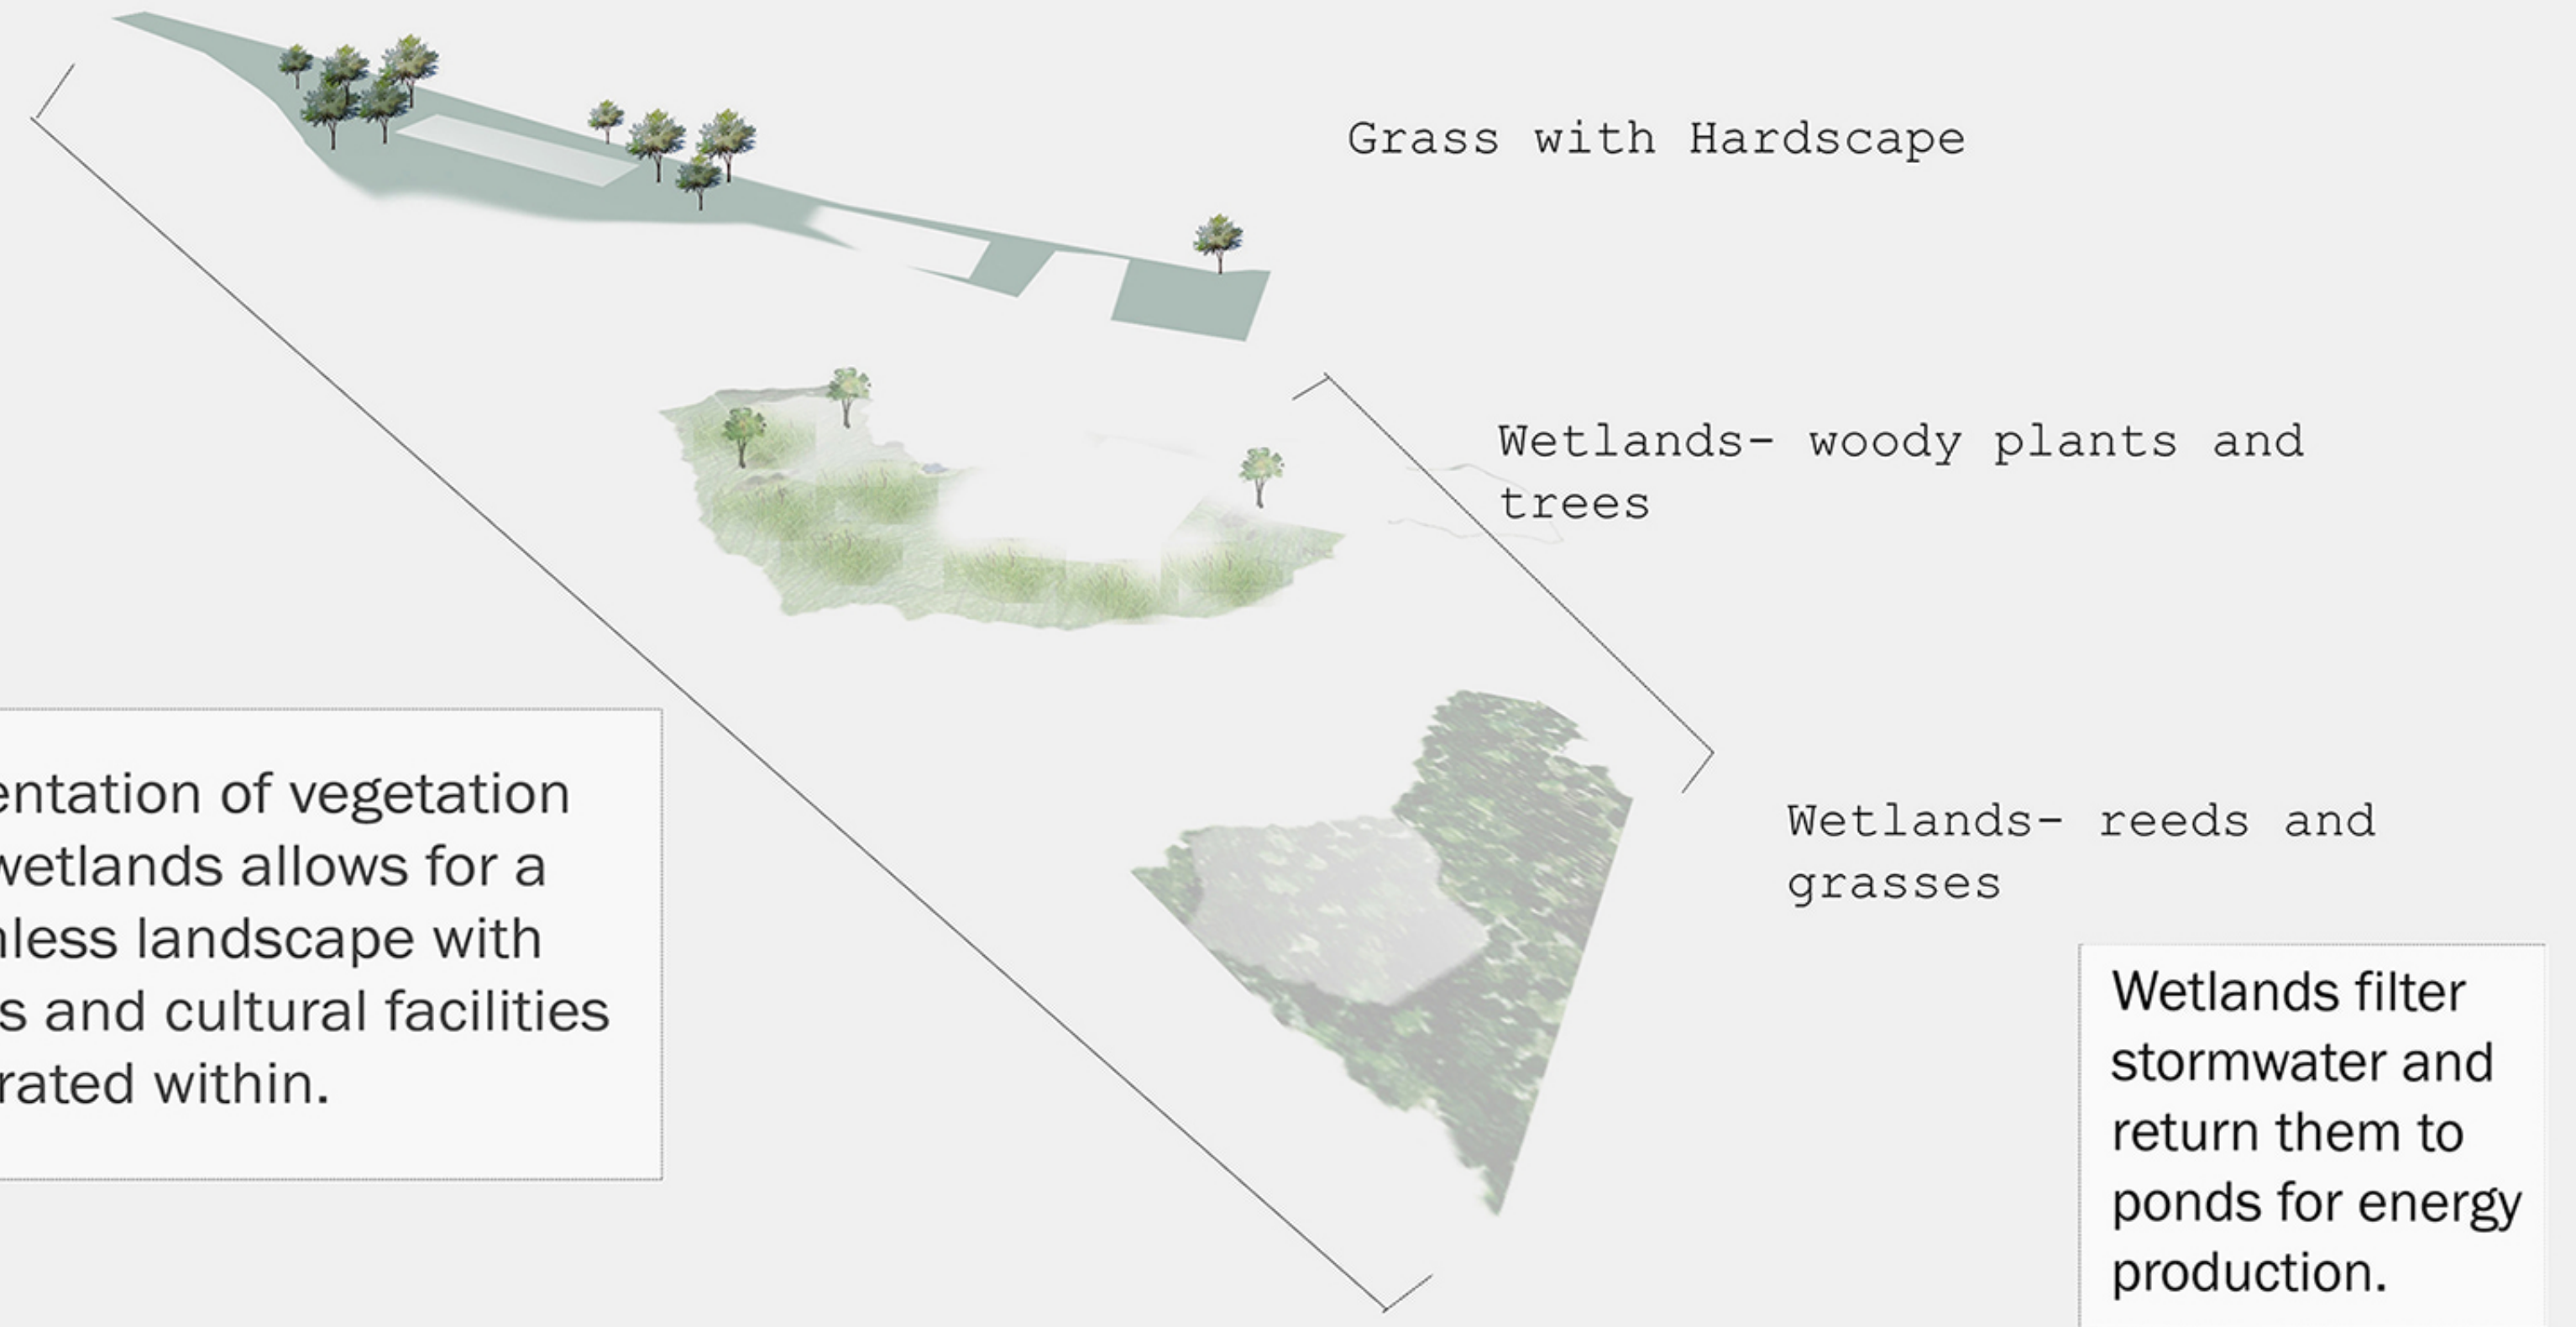 Grass with Hardscape
Wetlands- woody plants and
trees
Wetlands- reeds and
grasses
entation of vegetation
wetlands allows for a
nless landscape with
s and cultural facilities
rated within.
Wetlands filter
stormwater and
return them to
ponds for energy
production.